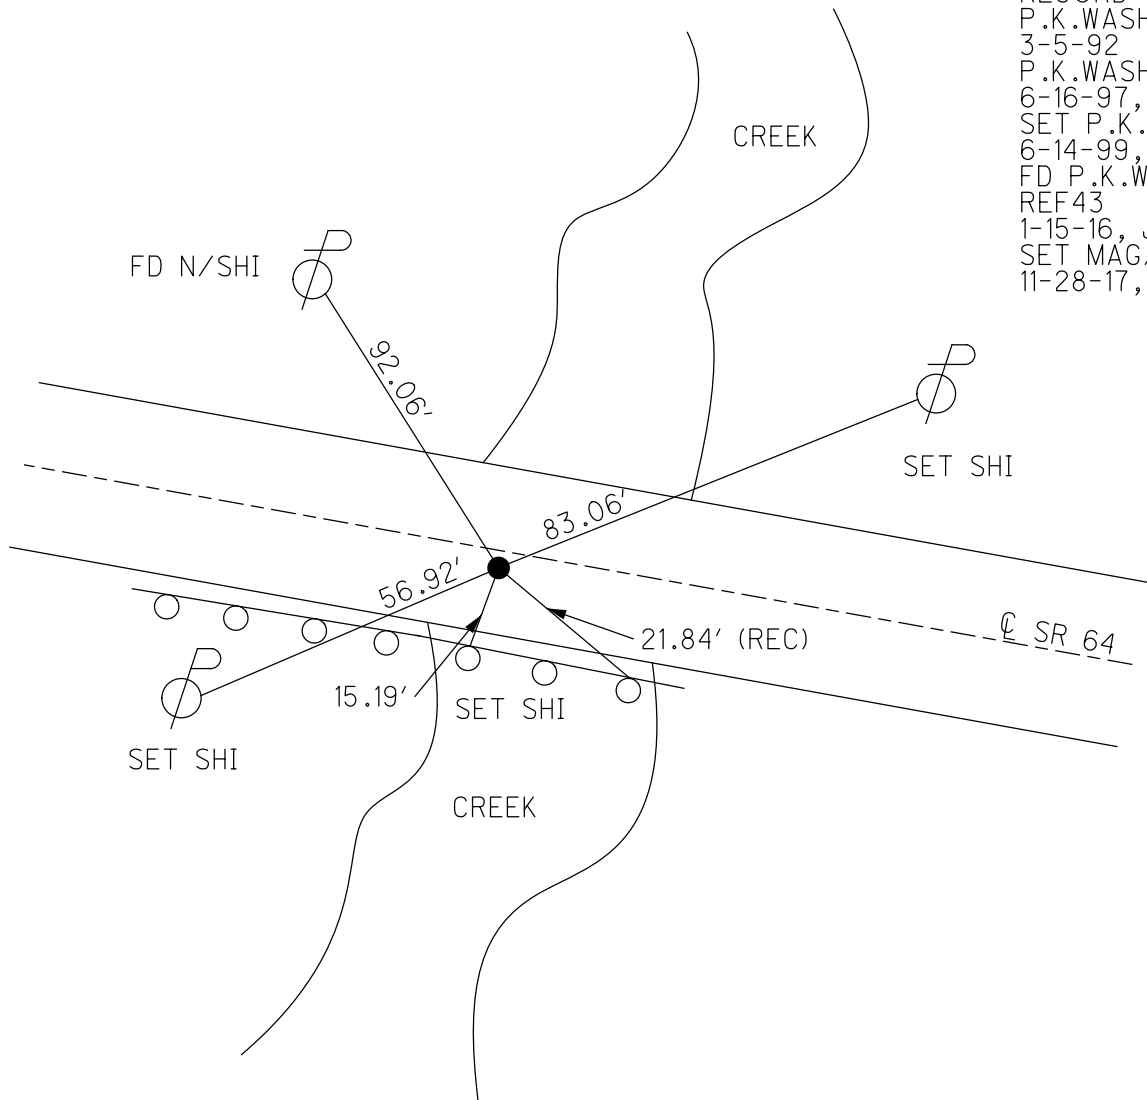 P.K.WASH
3-5-92
P.K.WASH
6-16-97,
SET P.K.
6-14-99,
FD P.K.W
REF43
1-15-16,
SET MAG
11-28-17,
CREEK
FD N/SHI
92.06'
SET SHI
83.06'
56.92'
21.84' (REC)
℄ SR 64
15.19'
SET SHI
SET SHI
CREEK